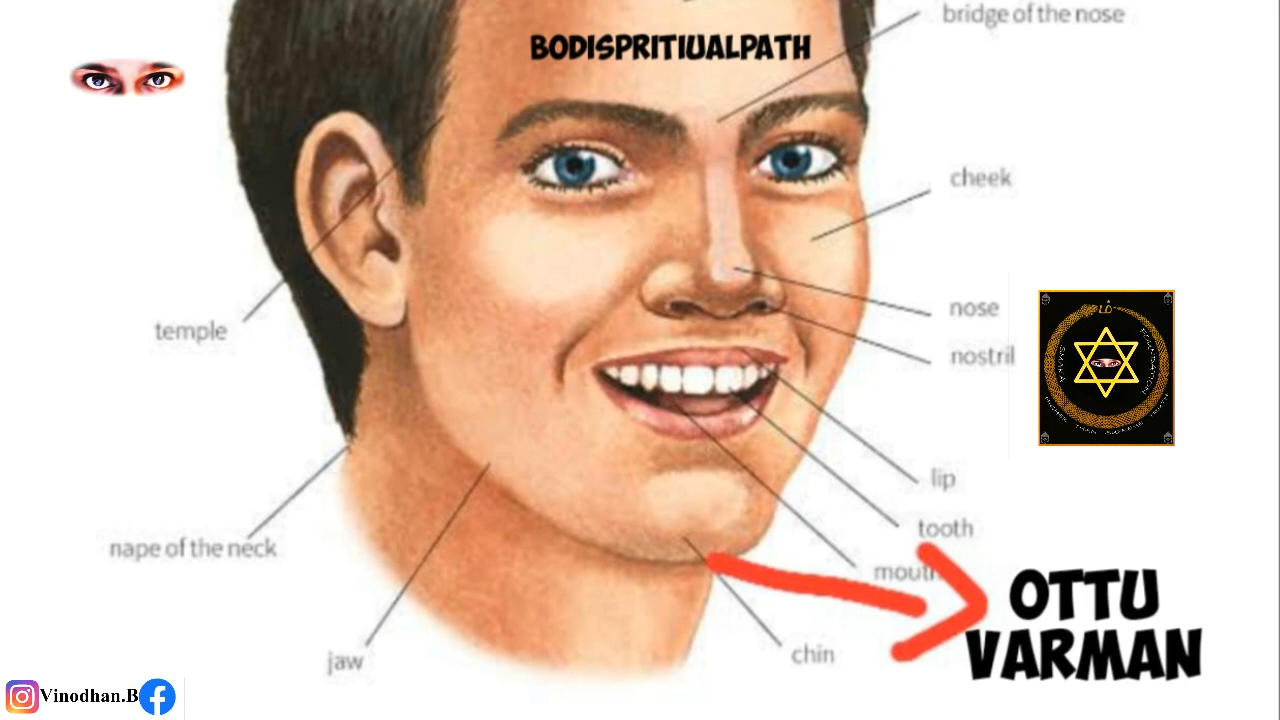 bridge of the nose
BODISPRITIUALPATH
cheek
nose
temple
nostril
lip
tooth
nape of the neck
mouth
OTTU
VARMAN
chin
jaw
Vinodhan.B